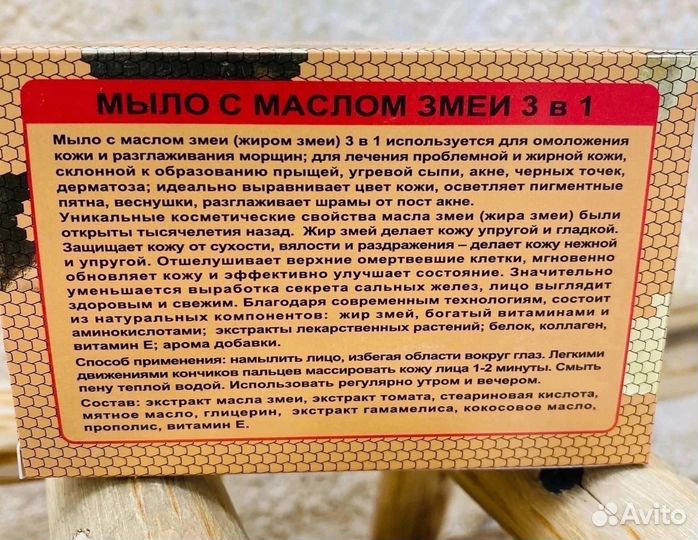 МЫЛО С МАСЛОМ ЗМЕИ 3 в 1
Мыло с маслом змеи (жиром змеи) 3 в 1 используется для омоложения
кожи и разглаживания морщин; для лечения проблемной и жирной кожи,
склонной к образованию прыщей, угревой сыпи, акне, черных точек,
дерматоза; идеально выравнивает цвет кожи, осветляет пигментные
пятна, веснушки, разглаживает шрамы от пост акне.
Уникальные косметические свойства масла змеи (жира змеи) были
открыты тысячелетия назад. Жир змей делает кожу упругой и гладкой.
Защищает кожу от сухости, вялости и раздражения – делает кожу нежной
и упругой. Отшелушивает верхние омертвевшие клетки, мгновенно
обновляет кожу и эффективно улучшает состояние. Значительно
уменьшается выработка секрета сальных желез, лицо выглядит
здоровым и свежим. Благодаря современным технологиям, состоит
из натуральных компонентов: жир змей, богатый витаминами и
аминокислотами; экстракты лекарственных растений; белок, коллаген,
витамин Е; арома добавки.
Способ применения: намылить лицо, избегая области вокруг глаз. Легкими
движениями кончиков пальцев массировать кожу лица 1-2 минуты. Смыть
пену теплой водой. Использовать регулярно утром и вечером.
Состав: экстракт масла змеи, экстракт томата, стеариновая кислота,
мятное масло, глицерин, экстракт гамамелиса, кокосовое масло,
прополис, витамин Е.
Avito